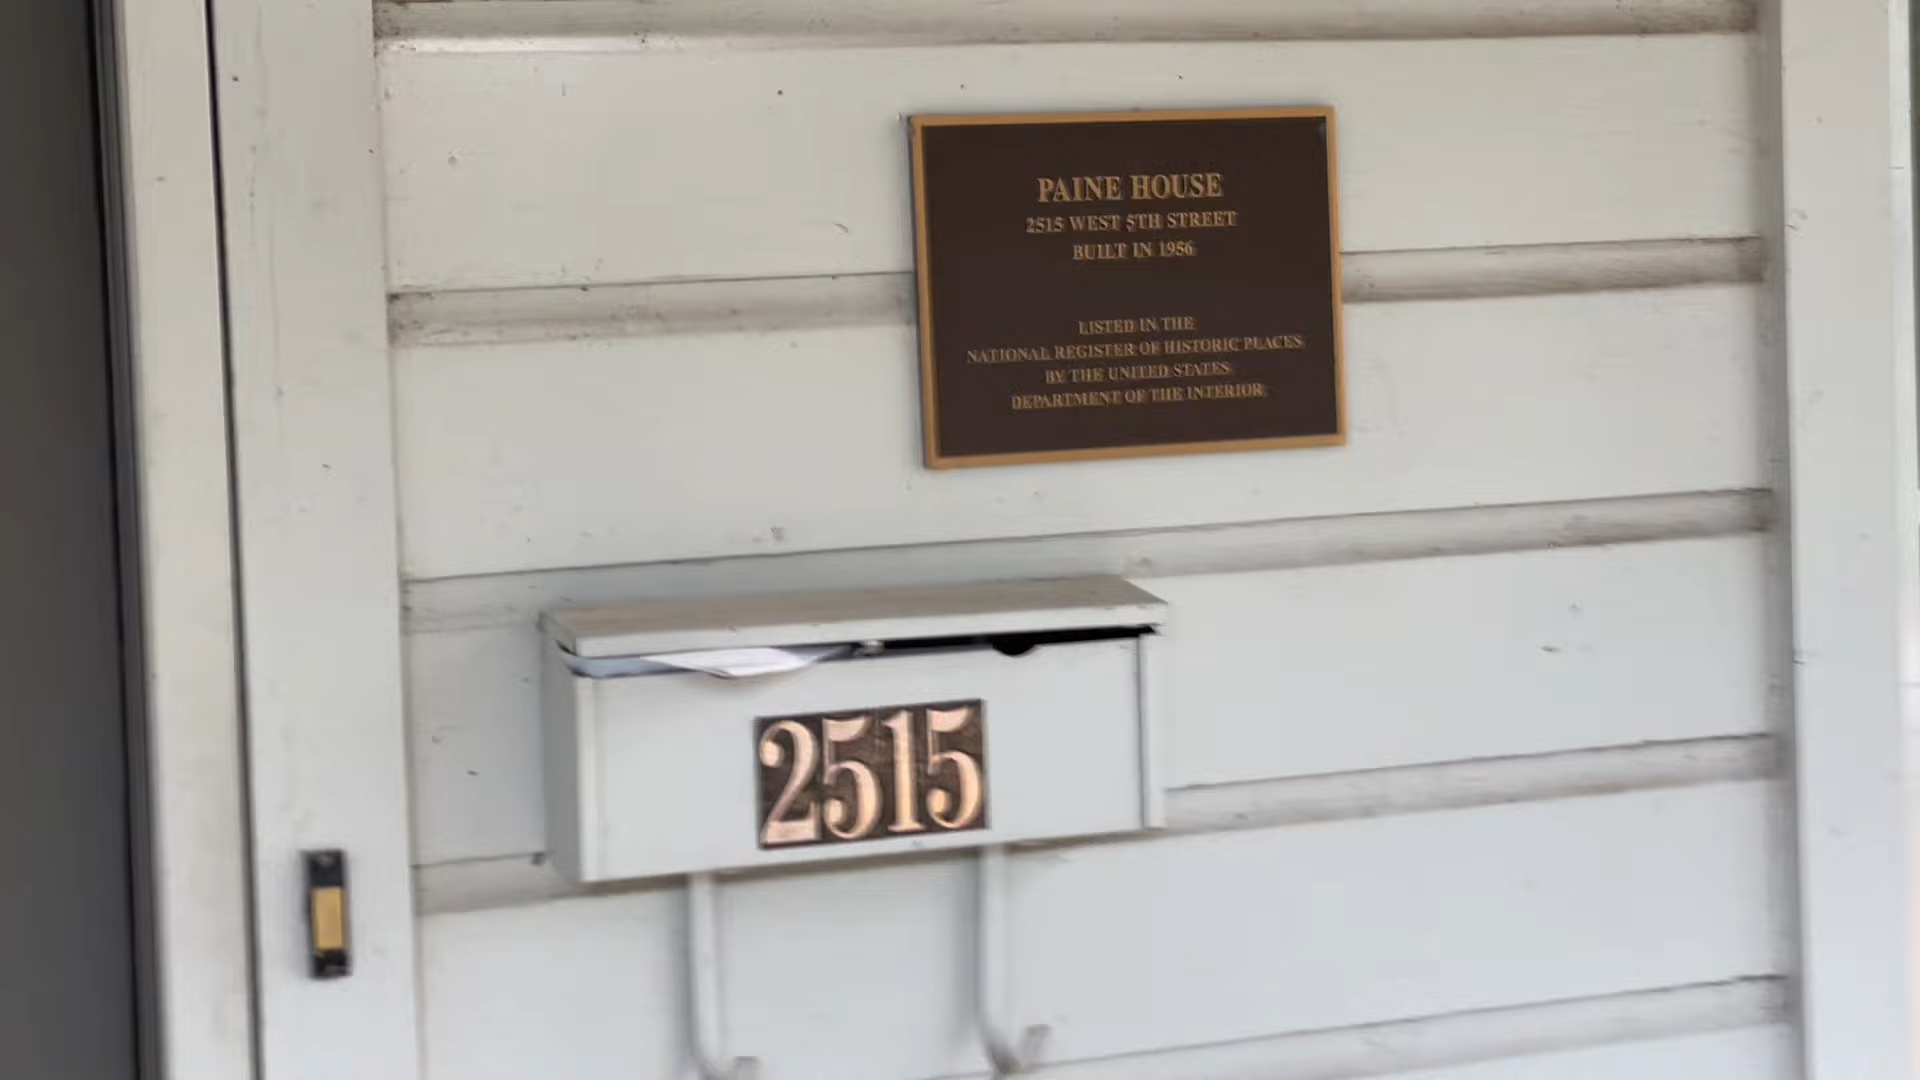 PAINE HOUSE
2515 WEST 5TH STREET
BUILT IN 1956
LISTED IN THE
NATIONAL REGISTER OF HISTORIC PLACES
BY THE UNITED STATES
DEPARTMENT OF THE INTERIOR
2515